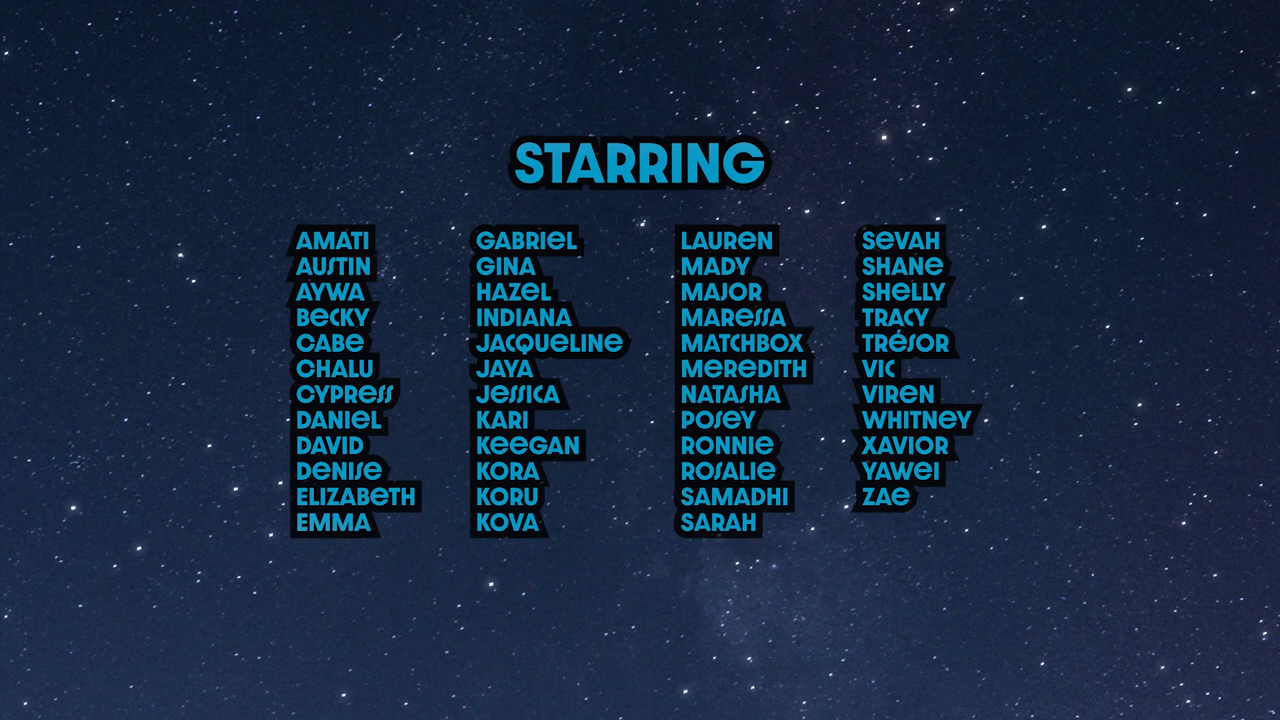 STARRING
AMATI
AUSTIN
AYWA
BECKY
CABE
CHALU
CYPRESS
DANIEL
DAVID
DENISE
ELIZABETH
EMMA
GABRIEL
GINA
HAZEL
INDIANA
JACQUELINE
JAYA
JESSICA
KARI
KEEGAN
KORA
KORU
KOVA
LAUREN
MADY
MAJOR
MARESSA
MATCHBOX
MEREDITH
NATASHA
POSEY
RONNIE
ROSALIE
SAMADHI
SARAH
SEVAH
SHANE
SHELLY
TRACY
TRÉSOR
VIC
VIREN
WHITNEY
XAVIOR
YAWEI
ZAE